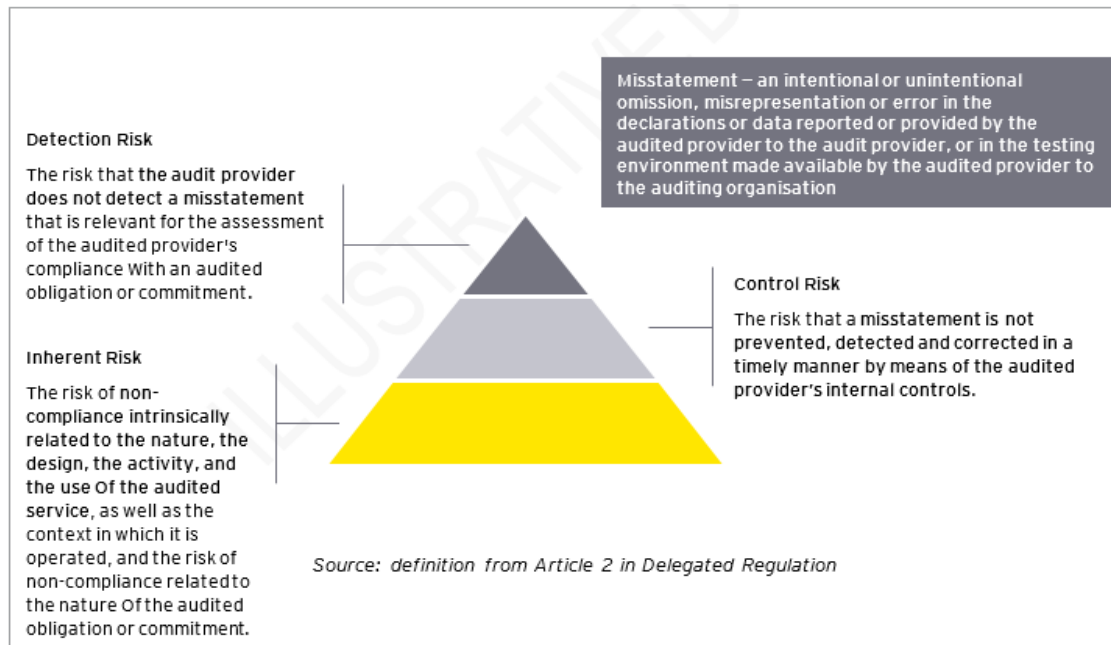 Misstatement – an intentional or unintentional
omission, misrepresentation or error in the
declarations or data reported or provided by the
audited provider to the audit provider, or in the testing
environment made available by the audited provider to
the auditing organisation
Detection Risk
The risk that the audit provider
does not detect a misstatement
that is relevant for the assessment
of the audited provider's
compliance With an audited
obligation or commitment.
Control Risk
The risk that a misstatement is not
prevented, detected and corrected in a
timely manner by means of the audited
provider's internal controls.
Inherent Risk
The risk of non-
compliance intrinsically
related to the nature, the
design, the activity, and
the use Of the audited
service, as well as the
context in which it is
operated, and the risk of
non-compliance related to
the nature Of the audited
obligation or commitment.
Source: definition from Article 2 in Delegated Regulation
ILLUSTRATIVE